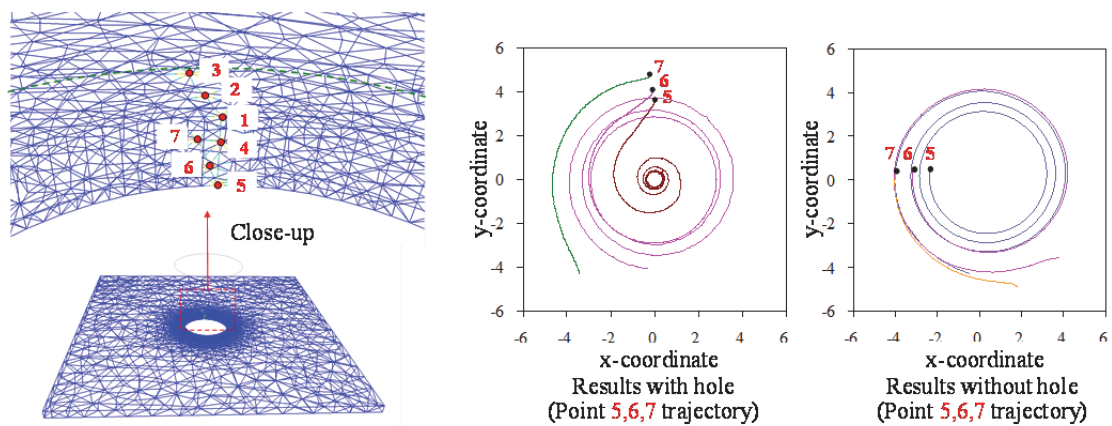 3
2
1
7
4
6
5
Close-up
6
4
2
0
-2
-4
-6
y-coordinate
7
6
5
-6 -4 -2 0 2 4 6
x-coordinate
Results with hole
(Point 5,6,7 trajectory)
6
4
2
0
-2
-4
-6
y-coordinate
7 6 5
-6 -4 -2 0 2 4 6
x-coordinate
Results without hole
(Point 5,6,7 trajectory)